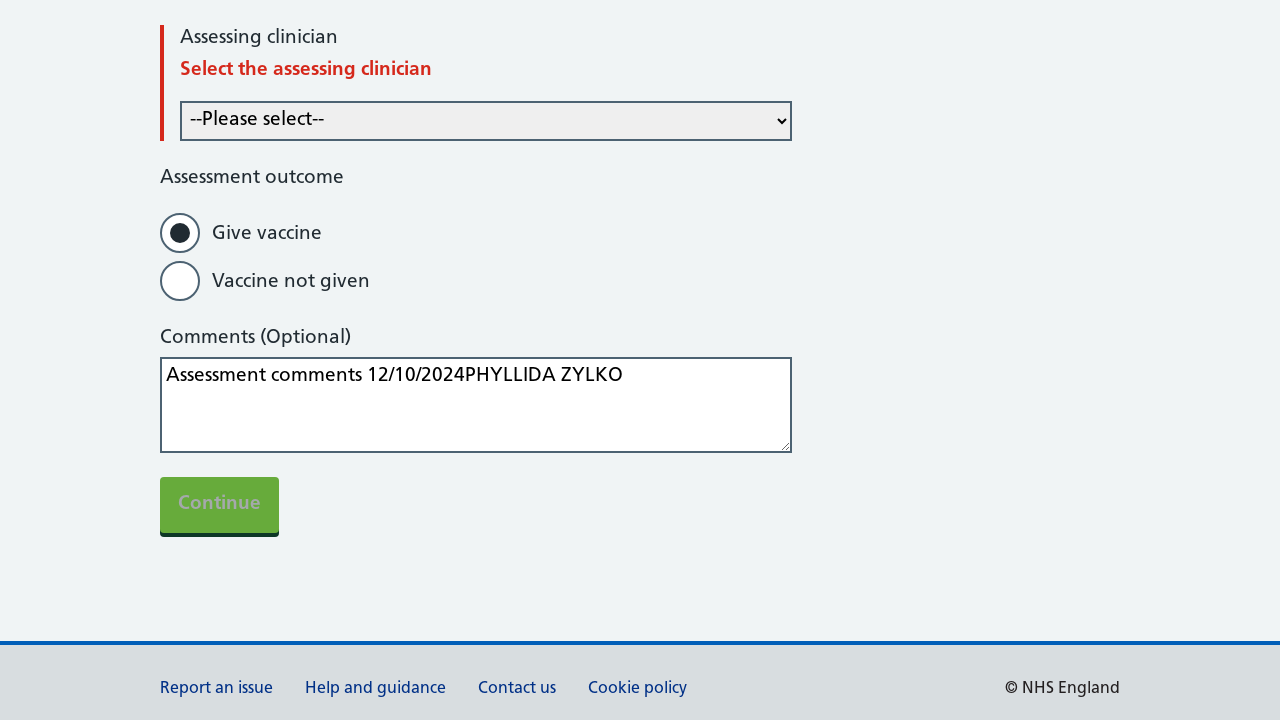 Assessing clinician
Select the assessing clinician
--Please select--
Assessment outcome
Give vaccine
Vaccine not given
Comments (Optional)
Assessment comments 12/10/2024PHYLLIDA ZYLKO
Continue
Report an issue Help and guidance Contact us Cookie policy © NHS England